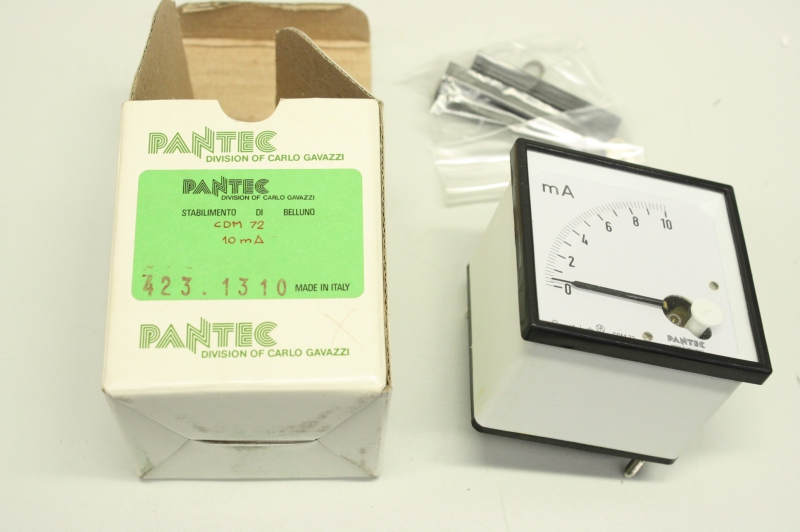 PANTEC
DIVISION OF CARLO GAVAZZI
PANTEC
DIVISION OF CARLO GAVAZZI
STABILIMENTO DI BELLUNO
CDM 72
10 mA
423.1310 MADE IN ITALY
PANTEC
DIVISION OF CARLO GAVAZZI
mA
0
2
4
6
8
10
PANTEC